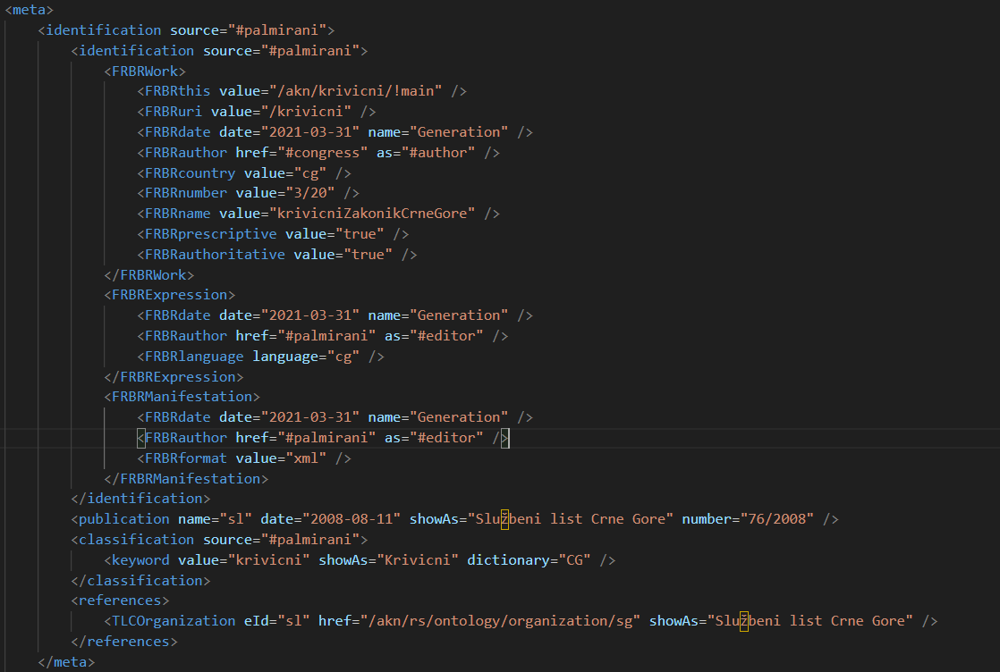 <meta>
<identification source="#palmirani">
<identification source="#palmirani">
<FRBRWork>
<FRBRthis value="/akn/krivicni/!main" />
<FRBRuri value="/krivicni" />
<FRBRdate date="2021-03-31" name="Generation" />
<FRBRauthor href="#congress" as="#author" />
<FRBRcountry value="cg" />
<FRBRnumber value="3/20" />
<FRBRname value="krivicniZakonikCrneGore" />
<FRBRprescriptive value="true" />
<FRBRauthoritative value="true" />
</FRBRWork>
<FRBRExpression>
<FRBRdate date="2021-03-31" name="Generation" />
<FRBRauthor href="#palmirani" as="#editor" />
<FRBRlanguage language="cg" />
</FRBRExpression>
<FRBRManifestation>
<FRBRdate date="2021-03-31" name="Generation" />
<FRBRauthor href="#palmirani" as="#editor" />
<FRBRformat value="xml" />
</FRBRManifestation>
</identification>
<publication name="sl" date="2008-08-11" showAs="Službeni list Crne Gore" number="76/2008" />
<classification source="#palmirani">
<keyword value="krivicni" showAs="Krivicni" dictionary="CG" />
</classification>
<references>
<TLCOrganization eId="sl" href="/akn/rs/ontology/organization/sg" showAs="Službeni list Crne Gore" />
</references>
</meta>